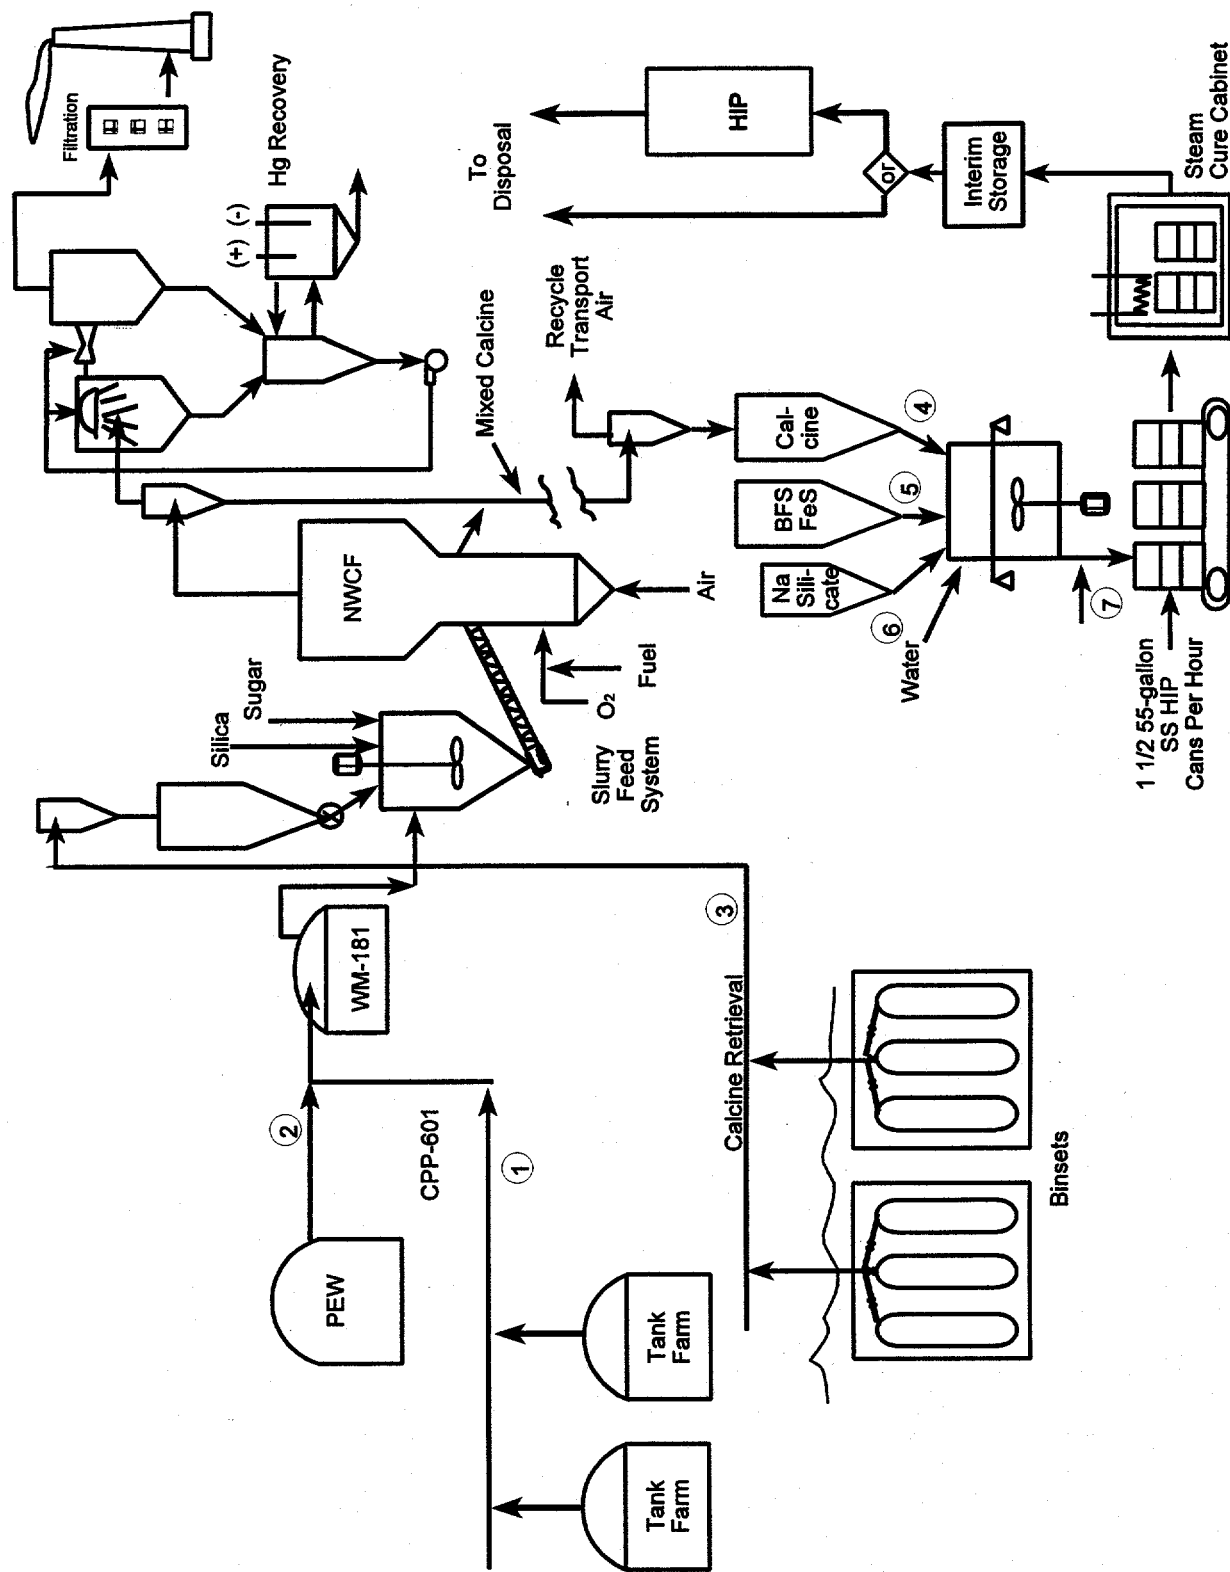 Filtration
Hg Recovery
(+) (-)
To
Disposal
HIP
or
Interim
Storage
Steam
Cure Cabinet
Mixed Calcine
Recycle
Transport
Air
NWCF
Air
O2
Fuel
Sugar
Silica
Slurry
Feed
System
Cal-
cine
4
BFS
FeS
5
Na
Sili-
cate
6
Water
7
1 1/2 55-gallon
SS HIP
Cans Per Hour
WM-181
PEW
2
CPP-601
1
Calcine Retrieval
3
Tank
Farm
Tank
Farm
Binsets